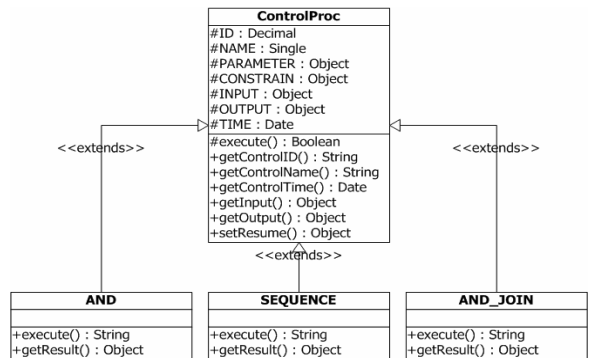 ControlProc
#ID : Decimal
#NAME : Single
#PARAMETER : Object
#CONSTRAIN : Object
#INPUT : Object
#OUTPUT : Object
#TIME : Date
#execute() : Boolean
+getControlID() : String
+getControlName() : String
+getControlTime() : Date
+getInput() : Object
+getOutput() : Object
+setResume() : Object
<<extends>>
<<extends>>
<<extends>>
AND
+execute() : String
+getResult() : Object
SEQUENCE
+execute() : String
+getResult() : Object
AND_JOIN
+execute() : String
+getResult() : Object